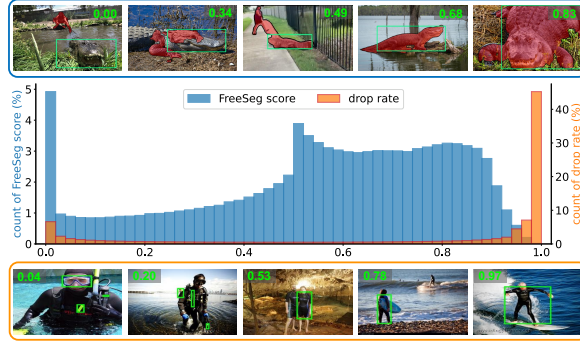 0.00 0.34 0.49 0.68 0.83
FreeSeg score drop rate
count of FreeSeg score (%)
5
4
3
2
1
0
count of drop rate (%)
40
30
20
10
0
0.0 0.2 0.4 0.6 0.8 1.0
0.04 0.20 0.53 0.78 0.97